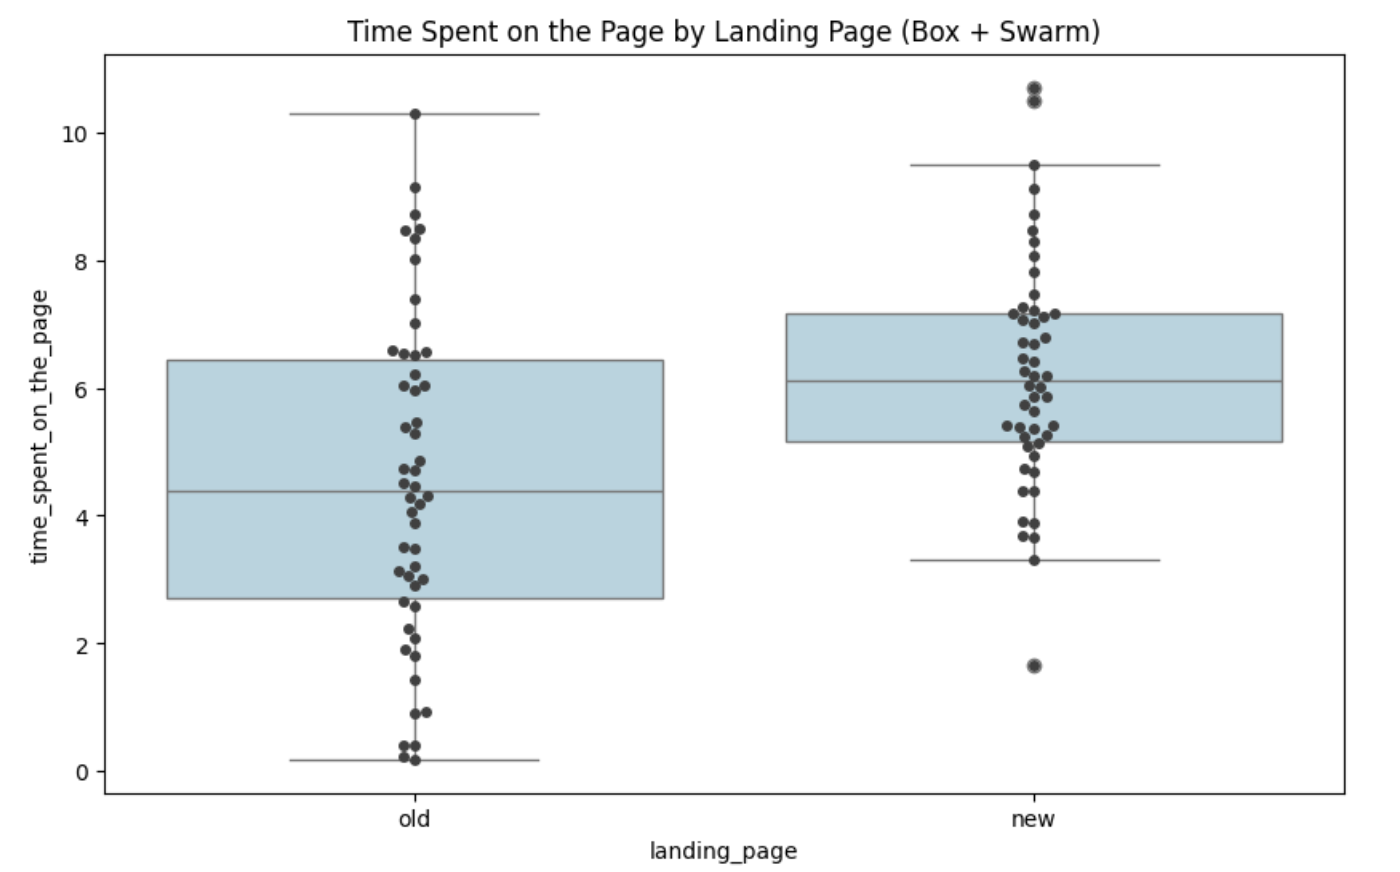 Time Spent on the Page by Landing Page (Box + Swarm)
time_spent_on_the_page
10
8
6
4
2
0
old
new
landing_page